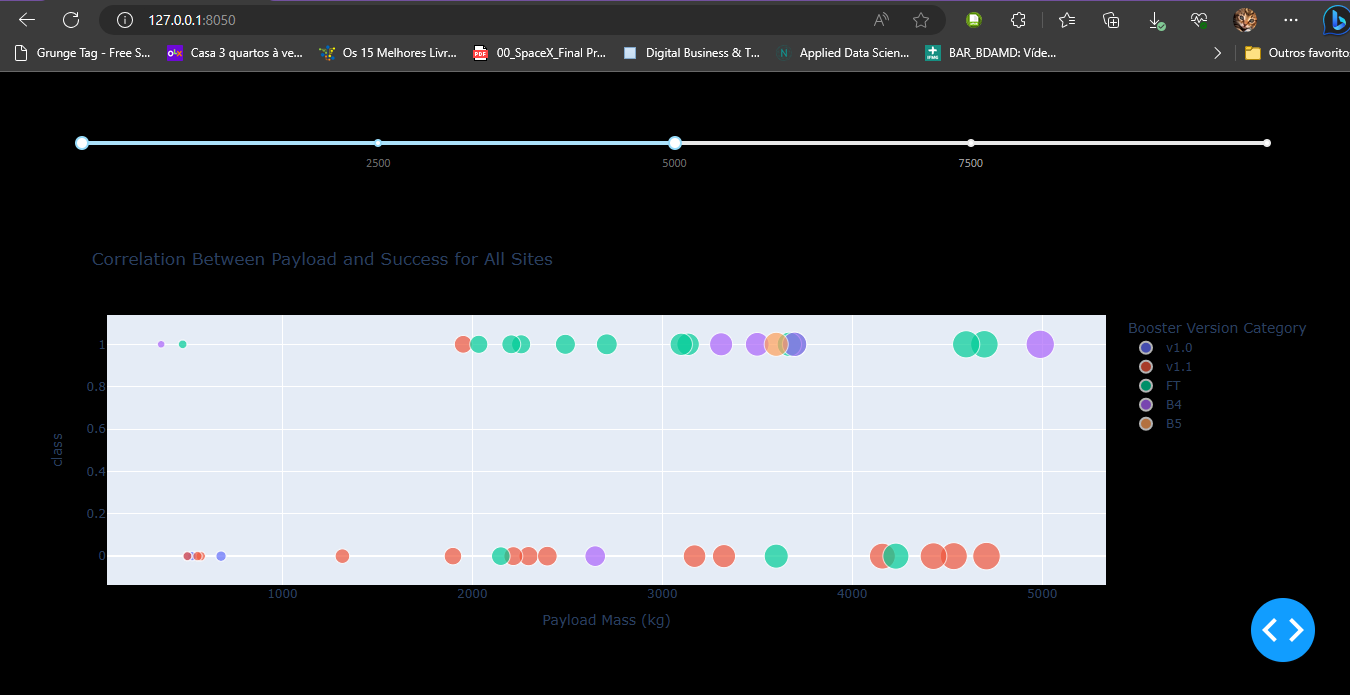 127.0.0.1:8050
Grunge Tag - Free S...
Casa 3 quartos à ve...
Os 15 Melhores Livr...
PDF
00_SpaceX_Final Pr...
Digital Business & T...
N
Applied Data Scien...
BAR_BDAMD: Víde...
Outros favorito
2500
5000
7500
Correlation Between Payload and Success for All Sites
Booster Version Category
v1.0
v1.1
FT
B4
B5
1
0.8
0.6
0.4
0.2
0
class
1000
2000
3000
4000
5000
Payload Mass (kg)